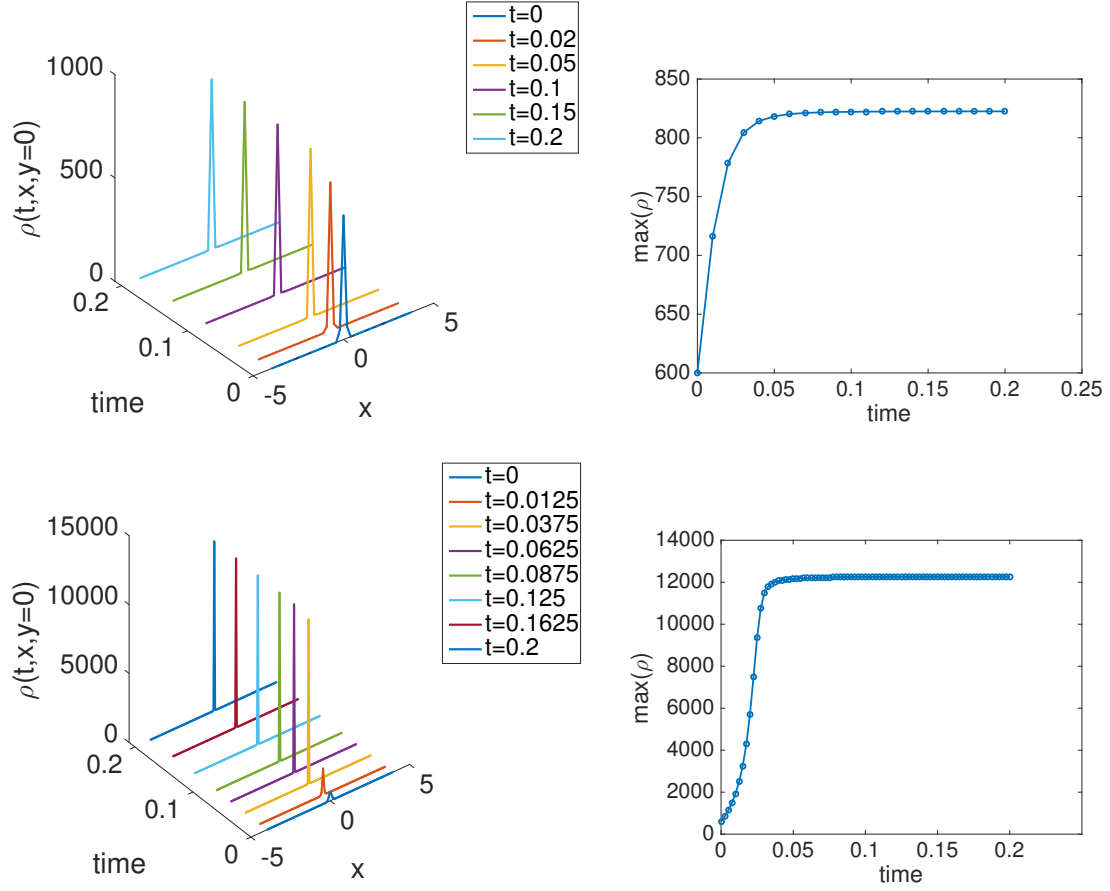 t=0
t=0.02
t=0.05
t=0.1
t=0.15
t=0.2
1000
500
0
ρ(t,x,y=0)
0.2
0.1
0
time
-5
0
5
x
850
800
750
700
650
600
max(ρ)
0
0.05
0.1
0.15
0.2
0.25
time
t=0
t=0.0125
t=0.0375
t=0.0625
t=0.0875
t=0.125
t=0.1625
t=0.2
15000
10000
5000
0
ρ(t,x,y=0)
0.2
0.1
0
time
-5
0
5
x
14000
12000
10000
8000
6000
4000
2000
0
max(ρ)
0
0.05
0.1
0.15
0.2
time